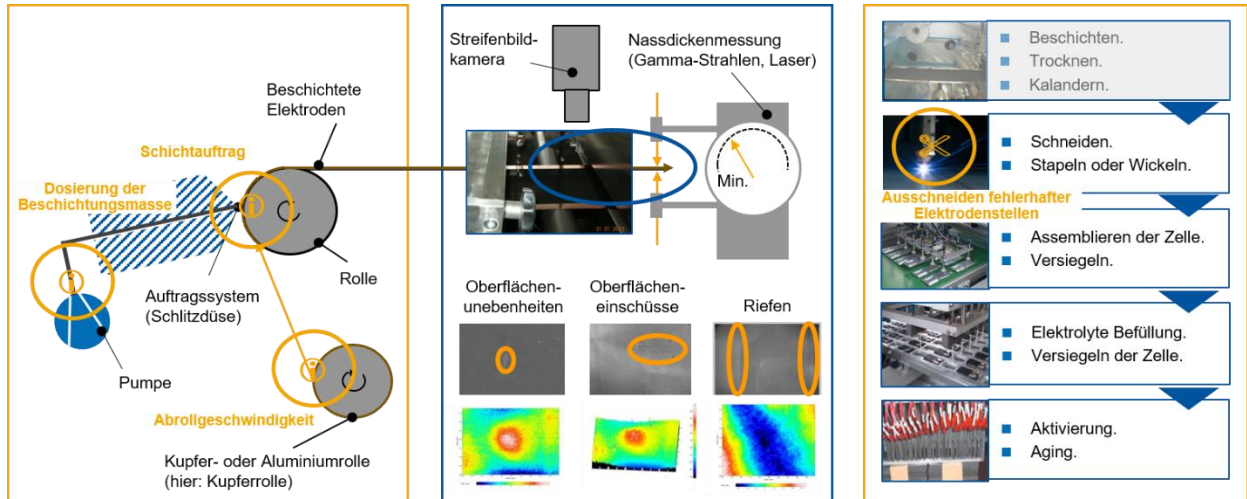 Beschichtete
Elektroden
Schichtauftrag
Dosierung der
Beschichtungsmasse
Rolle
Auftragssystem
(Schlitzdüse)
Pumpe
Abrollgeschwindigkeit
Kupfer- oder Aluminiumrolle
(hier: Kupferrolle)
Streifenbild-
kamera
Nassdickenmessung
(Gamma-Strahlen, Laser)
Min.
Oberflächen-
unebenheiten
Oberflächen-
einschüsse
Riefen
Beschichten.
Trocknen.
Kalandern.
Schneiden.
Stapeln oder Wickeln.
Ausschneiden fehlerhafter
Elektrodenstellen
Assemblieren der Zelle.
Versiegeln.
Elektrolyte Befüllung.
Versiegeln der Zelle.
Aktivierung.
Aging.